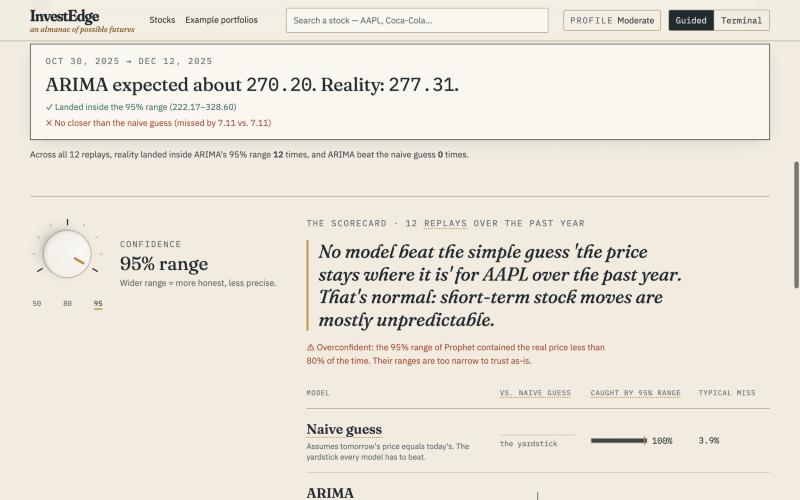 InvestEdge
an almanac of possible futures
Stocks
Example portfolios
Search a stock — AAPL, Coca-Cola...
PROFILE Moderate
Guided
Terminal
OCT 30, 2025 → DEC 12, 2025
ARIMA expected about 270.20. Reality: 277.31.
✓ Landed inside the 95% range (222.17–328.60)
✕ No closer than the naive guess (missed by 7.11 vs. 7.11)
Across all 12 replays, reality landed inside ARIMA's 95% range 12 times, and ARIMA beat the naive guess 0 times.
CONFIDENCE
95% range
Wider range = more honest, less precise.
50 80 95
THE SCORECARD · 12 REPLAYS OVER THE PAST YEAR
No model beat the simple guess 'the price
stays where it is' for AAPL over the past year.
That's normal: short-term stock moves are
mostly unpredictable.
⚠ Overconfident: the 95% range of Prophet contained the real price less than
80% of the time. Their ranges are too narrow to trust as-is.
MODEL VS. NAIVE GUESS CAUGHT BY 95% RANGE TYPICAL MISS
Naive guess
Assumes tomorrow's price equals today's. The
yardstick every model has to beat.
the yardstick
100%
3.9%
ARIMA